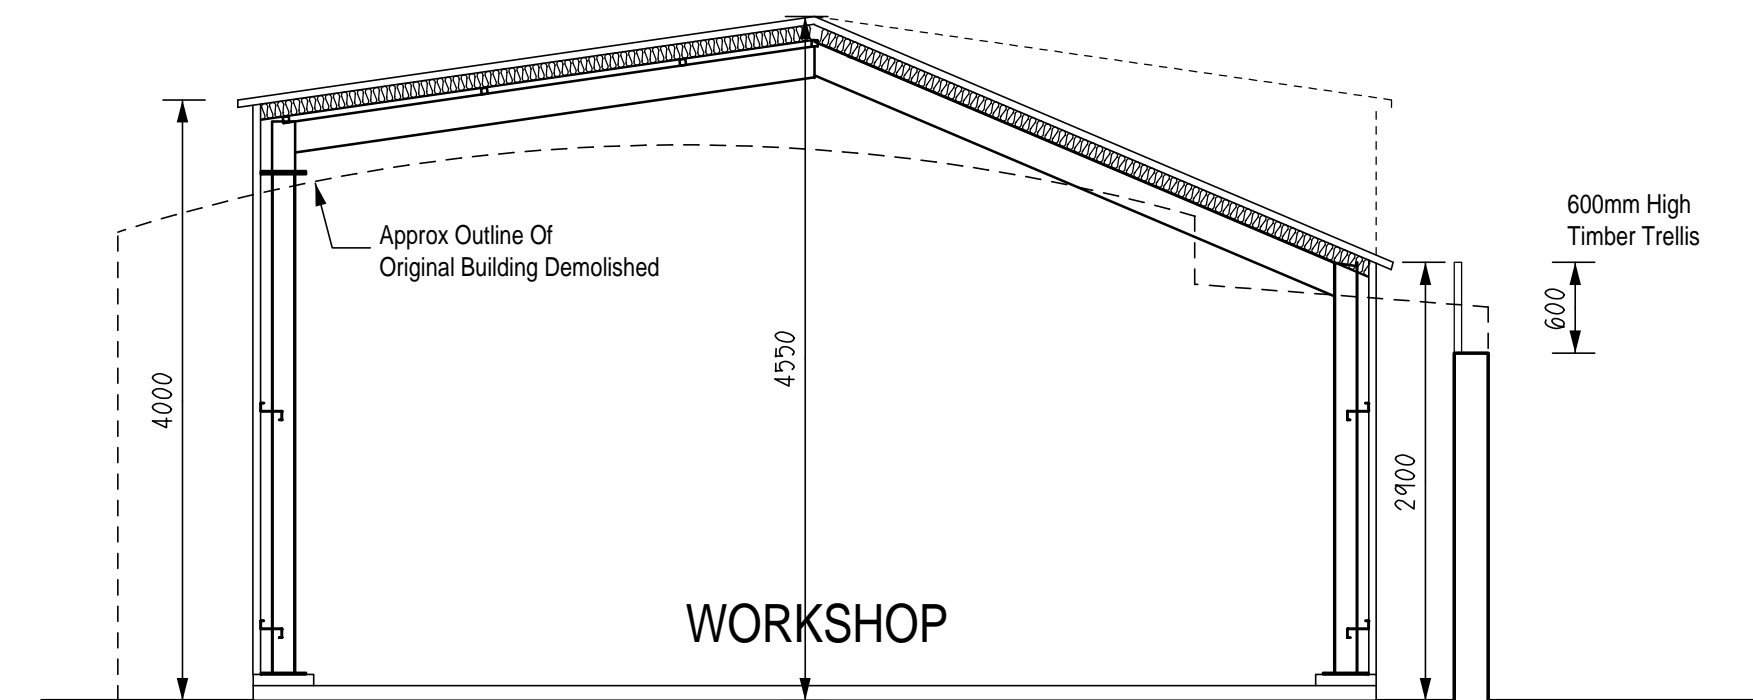 600mm High
Timber Trellis
Approx Outline Of
Original Building Demolished
600
4550
4000
2900
WORKSHOP